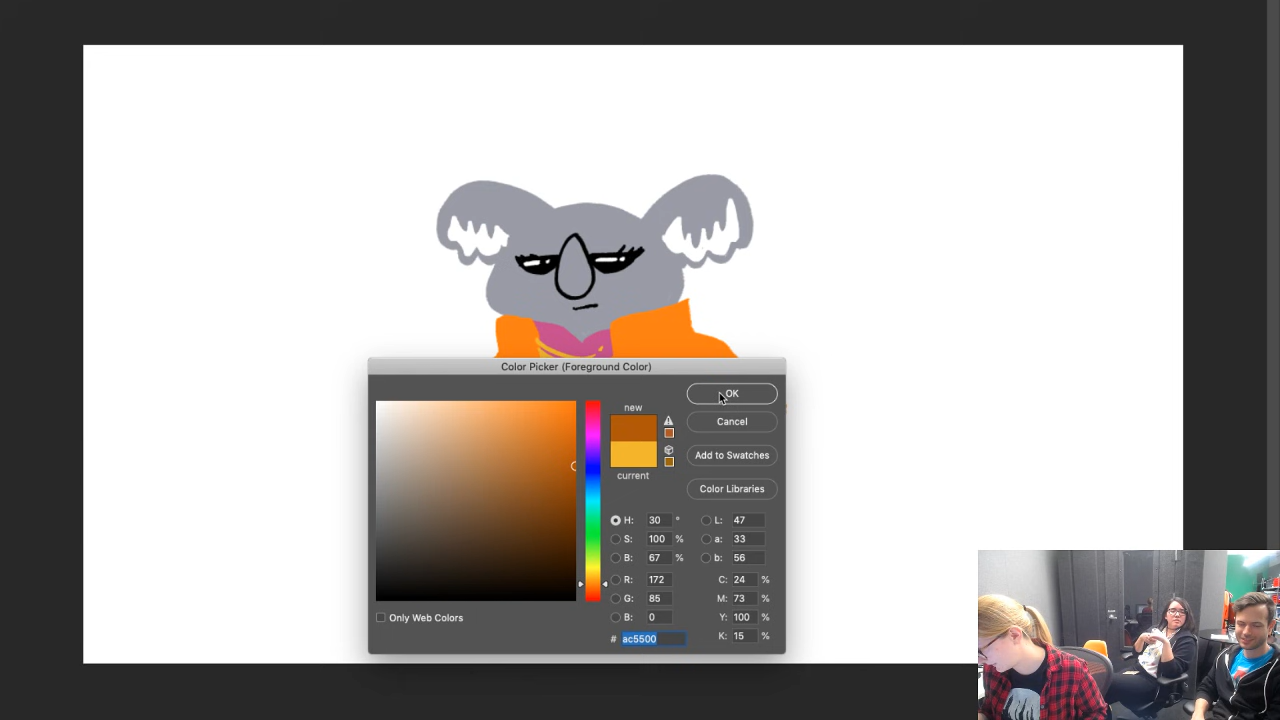 Color Picker (Foreground Color)
new
current
OK
Cancel
Add to Swatches
Color Libraries
H: 30 °
S: 100 %
B: 67 %
R: 172
G: 85
B: 0
# ac5500
L: 47
a: 33
b: 56
C: 24 %
M: 73 %
Y: 100 %
K: 15 %
Only Web Colors